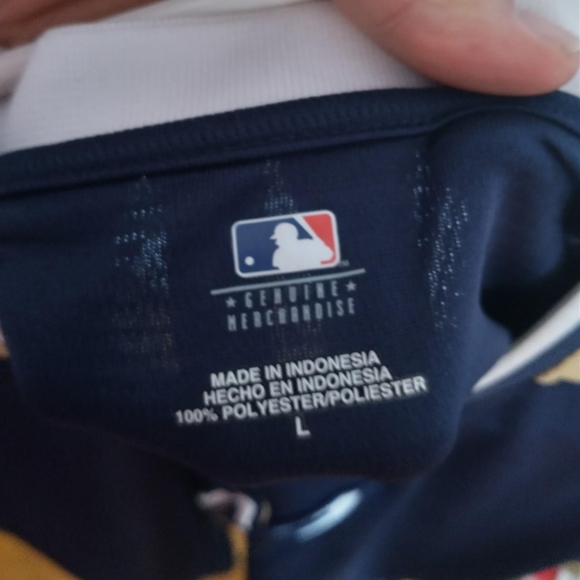 ★ GENUINE ★
MERCHANDISE
MADE IN INDONESIA
HECHO EN INDONESIA
100% POLYESTER/POLIESTER
L